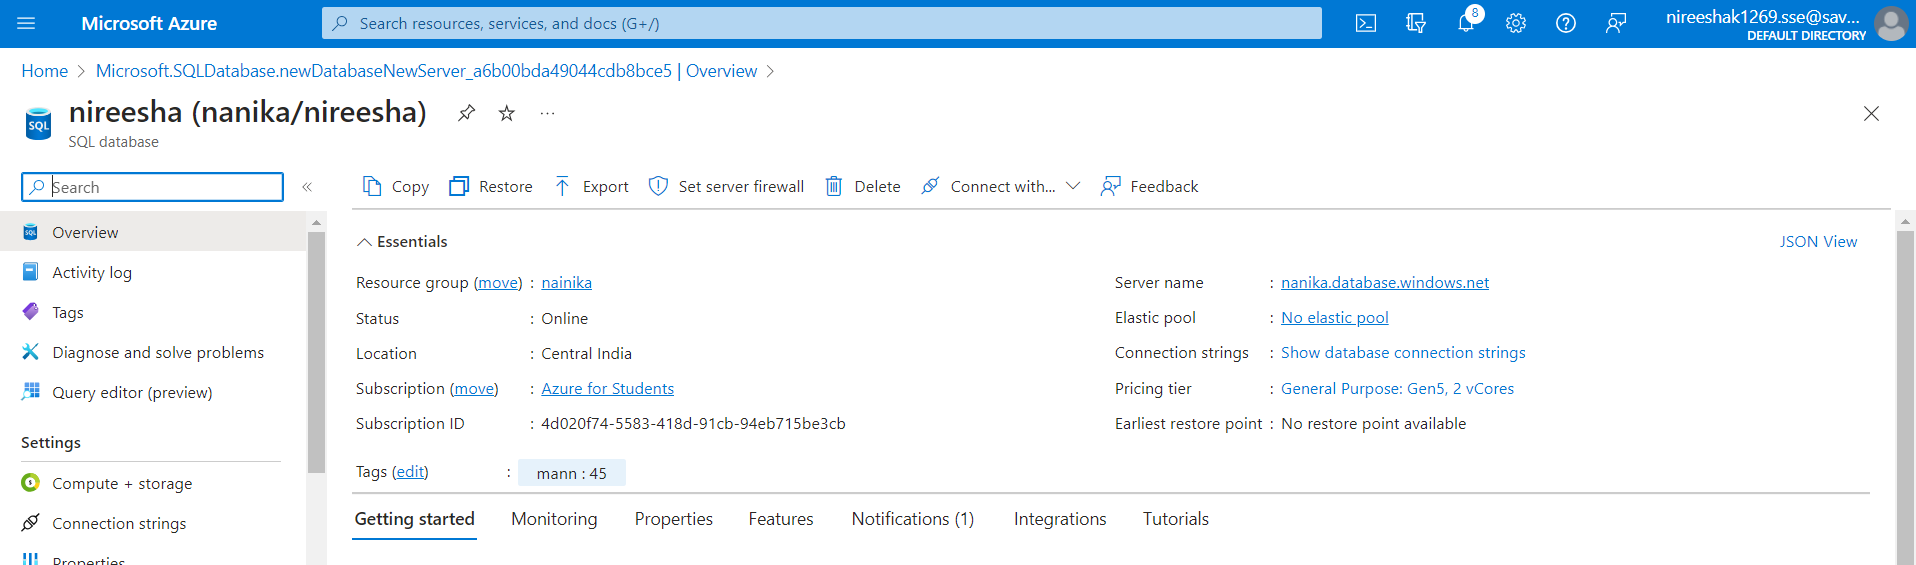 Microsoft Azure
Search resources, services, and docs (G+/)
8
nireeshak1269.sse@sav...
DEFAULT DIRECTORY
Home > Microsoft.SQLDatabase.newDatabaseNewServer_a6b00bda49044cdb8bce5 | Overview >
SQL
nireesha (nanika/nireesha)
SQL database
Search
Copy Restore Export Set server firewall Delete Connect with... Feedback
Overview
Activity log
Tags
Diagnose and solve problems
Query editor (preview)
Settings
Compute + storage
Connection strings
Properties
Essentials
JSON View
Resource group (move) : nainika
Status : Online
Location : Central India
Subscription (move) : Azure for Students
Subscription ID : 4d020f74-5583-418d-91cb-94eb715be3cb
Server name : nanika.database.windows.net
Elastic pool : No elastic pool
Connection strings : Show database connection strings
Pricing tier : General Purpose: Gen5, 2 vCores
Earliest restore point : No restore point available
Tags (edit) : mann : 45
Getting started Monitoring Properties Features Notifications (1) Integrations Tutorials